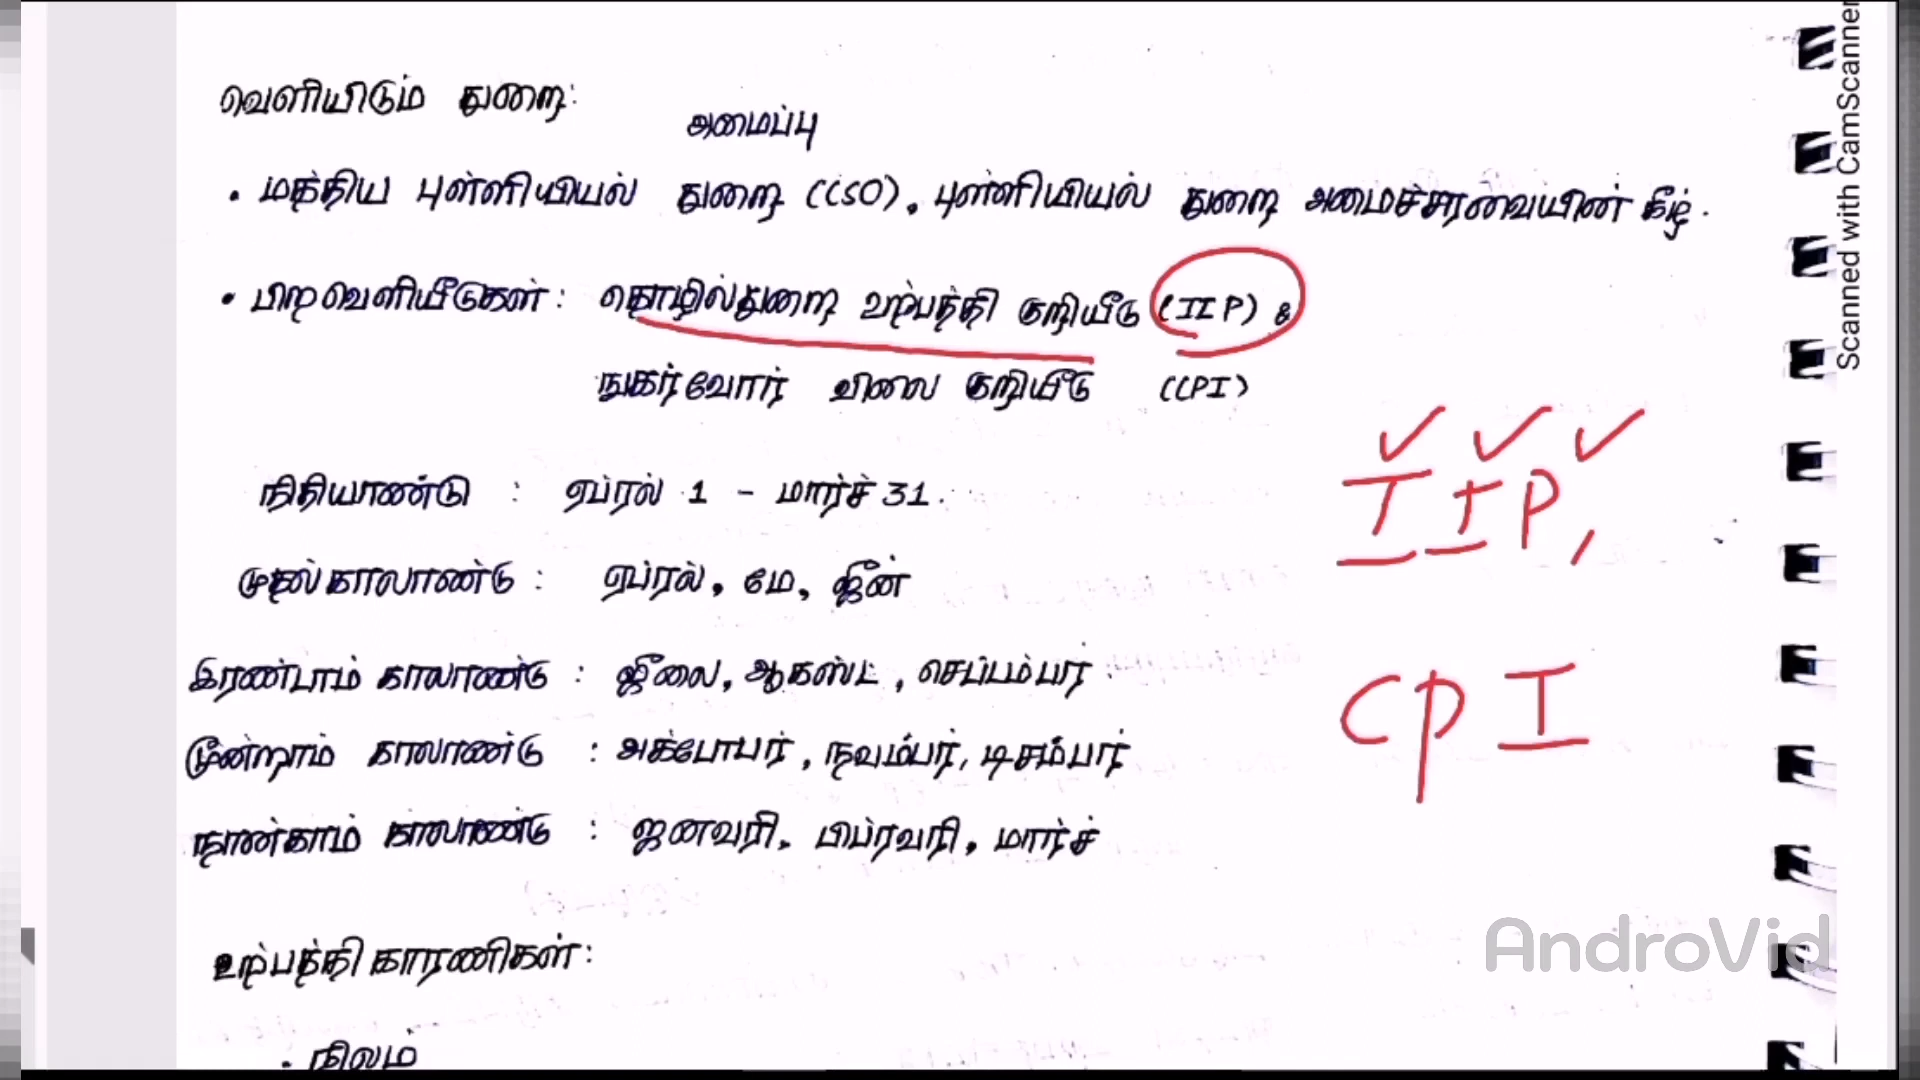 வெளியிடும் துறை:
அமைப்பு
• மத்திய புள்ளியியல் துறை (CSO), புள்ளியியல் துறை அமைச்சரவையின் கீழ்.
• பிறவெளியீடுகள்: தொழில்துறை உற்பத்தி குறியீடு (IIP) &
நுகர்வோர் விலை குறியீடு (CPI)
நிதியாண்டு : ஏப்ரல் 1 - மார்ச் 31.
முதல் காலாண்டு : ஏப்ரல், மே, ஜீன்
இரண்டாம் காலாண்டு : ஜீலை, ஆகஸ்ட், செப்டம்பர்
மூன்றாம் காலாண்டு : அக்டோபர், நவம்பர், டிசம்பர்
நான்காம் காலாண்டு : ஜனவரி, பிப்ரவரி, மார்ச்
உற்பத்தி காரணிகள்:
• நிலம்
IIP,
CPI
Scanned with CamScanner
AndroVid